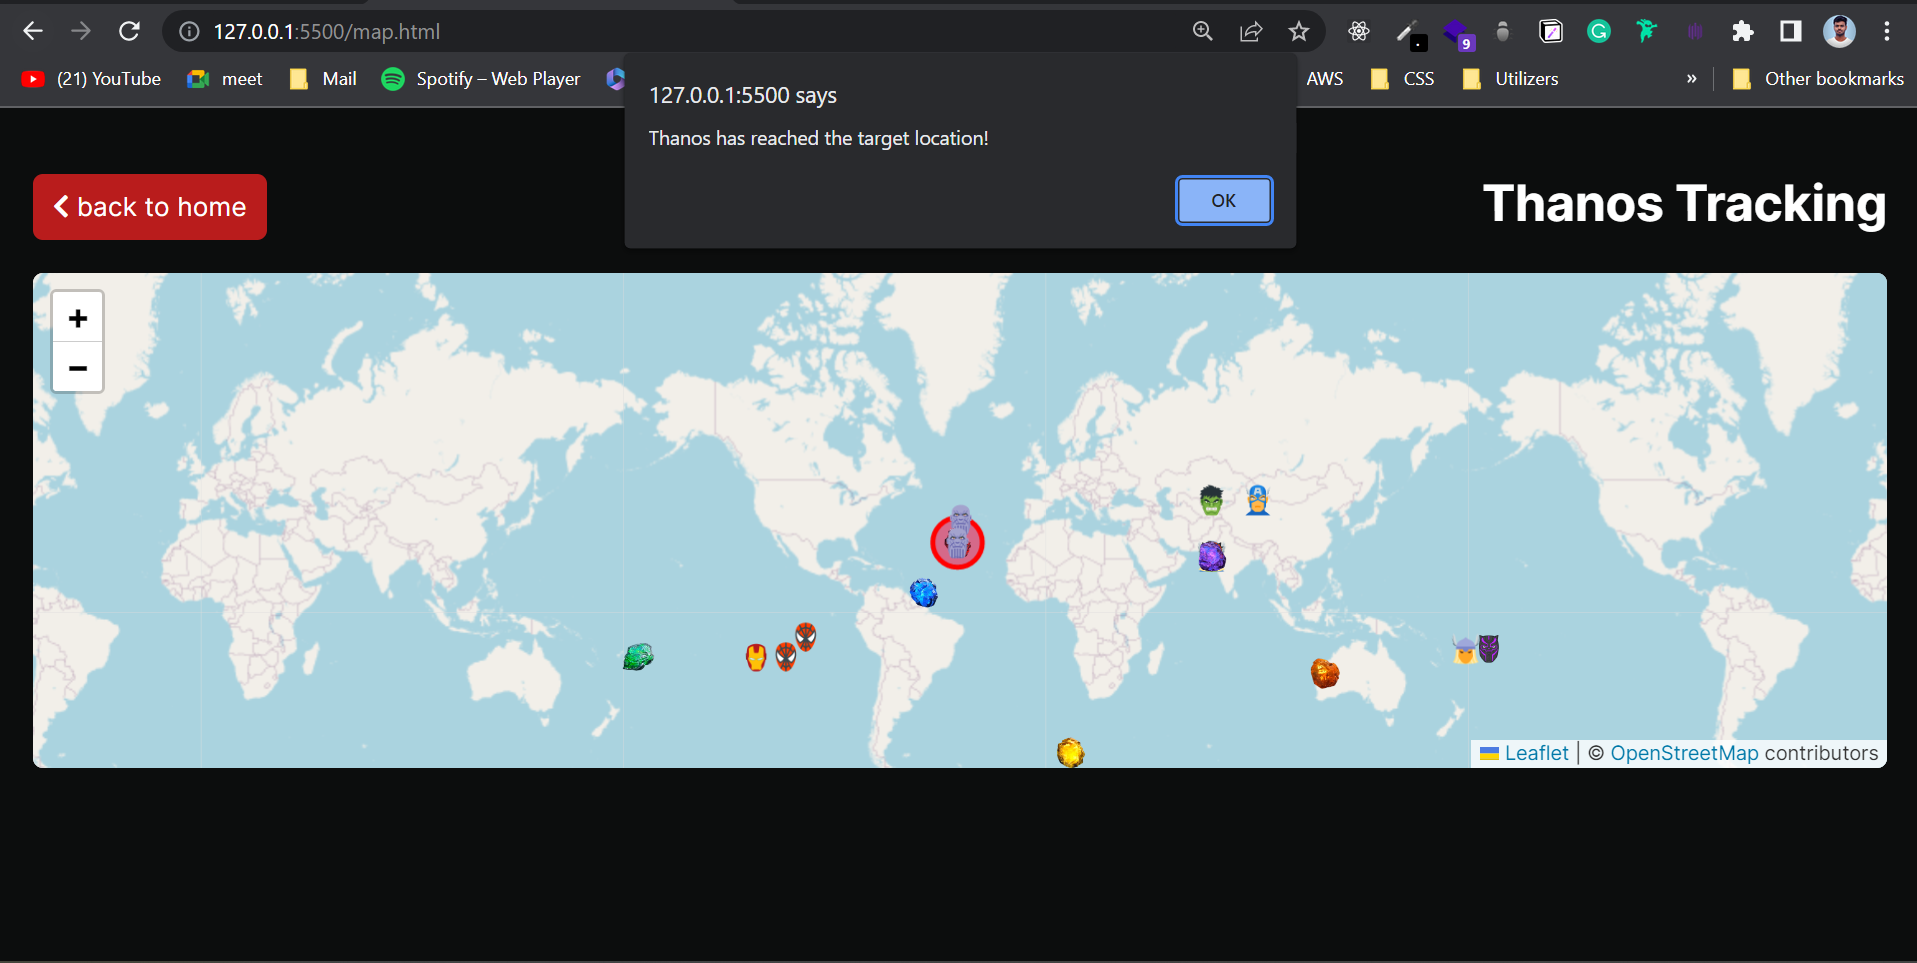 127.0.0.1:5500/map.html
9
(21) YouTube
meet
Mail
Spotify – Web Player
AWS
CSS
Utilizers
»
Other bookmarks
127.0.0.1:5500 says
Thanos has reached the target location!
OK
back to home
Thanos Tracking
+
−
Leaflet | © OpenStreetMap contributors